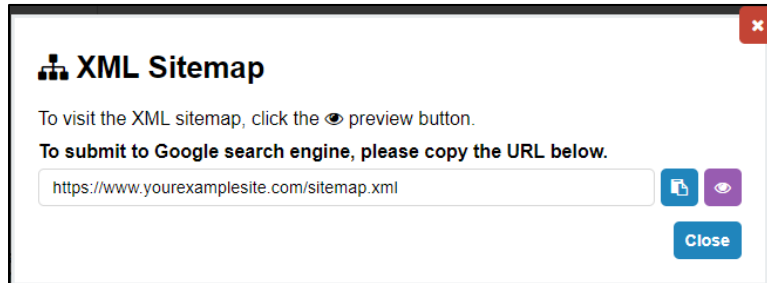 XML Sitemap
To visit the XML sitemap, click the preview button.
To submit to Google search engine, please copy the URL below.
https://www.yourexamplesite.com/sitemap.xml
Close